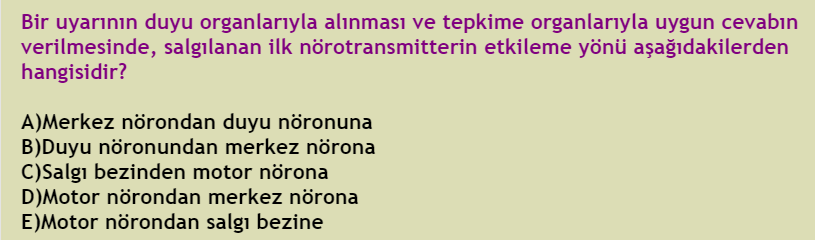 Bir uyarının duyu organlarıyla alınması ve tepkime organlarıyla uygun cevabın
verilmesinde, salgılanan ilk nörotransmitterin etkileme yönü aşağıdakilerden
hangisidir?
A)Merkez nörondan duyu nöronuna
B)Duyu nöronundan merkez nörona
C)Salgı bezinden motor nörona
D)Motor nörondan merkez nörona
E)Motor nörondan salgı bezine